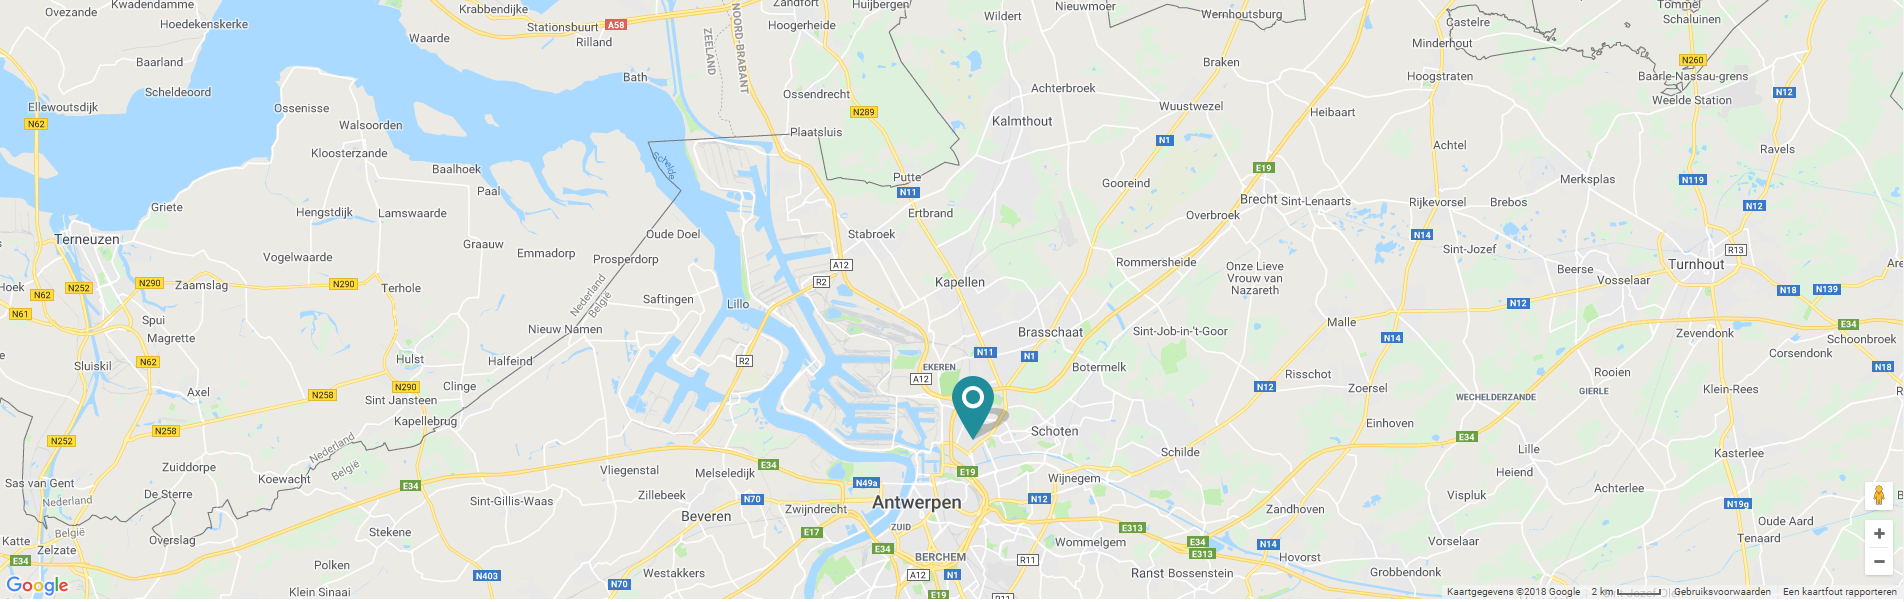 Ovezande
Kwadendamme
Hoedekenskerke
Krabbendijke
Stationsbuurt
A58
Rilland
Waarde
NOORD-BRABANT
ZEELAND
Zandfort
Hoogerheide
Huijbergen
Wildert
Nieuwmoer
Wernhoutsburg
Castelre
Minderhout
Tommel
Schaluinen
N260
Baarland
Scheldeoord
Bath
Ossendrecht
Achterbroek
Braken
Hoogstraten
Baarle-Nassau-grens
N12
Weelde Station
Ellewoutsdijk
N62
Ossenisse
Walsoorden
N289
Plaatsluis
Kalmthout
Wuustwezel
N1
Heibaart
Achtel
Ravels
Kloosterzande
Baalhoek
Paal
Schelde
Putte
N11
E19
Gooreind
Merksplas
N119
N12
Griete
Hengstdijk
Lamswaarde
Ertbrand
Brecht
Sint-Lenaarts
Rijkevorsel
Brebos
Overbroek
Terneuzen
Graauw
Oude Doel
Stabroek
N14
Sint-Jozef
R13
Vogelwaarde
Emmadorp
Prosperdorp
A12
Rommersheide
Onze Lieve
Vrouw van
Nazareth
Beerse
Turnhout
Vosselaar
Hoek
N62
N252
N290
Zaamslag
N290
Terhole
Nederland
België
Saftingen
Lillo
R2
Kapellen
N12
N18
N139
N61
Spui
Magrette
Nieuw Namen
Brasschaat
Sint-Job-in-'t-Goor
Malle
N14
Zevendonk
E34
Schoonbroek
Corsendonk
Sluiskil
N62
Hulst
Halfeind
R2
N11
N1
EKEREN
A12
Botermelk
Risschot
N12
Zoersel
Rooien
N18
Axel
N258
N290
Clinge
Sint Jansteen
WECHELDERZANDE
GIERLE
Klein-Rees
N252
N258
Kapellebrug
Nederland
België
Schoten
Einhoven
E34
Lille
Kasterlee
Sas van Gent
Zuiddorpe
Koewacht
E34
Vliegenstal
Melseledijk
E34
E19
Schilde
Wijnegem
Heiend
Nederland
De Sterre
Sint-Gillis-Waas
Zillebeek
N70
N49a
Antwerpen
N12
Vispluk
Achterlee
N19g
België
Stekene
Beveren
Zwijndrecht
ZUID
Zandhoven
Oude Aard
Katte
Zelzate
Overslag
E17
E34
E313
Wommelgem
E34
E313
N14
Hovorst
Vorselaar
Tenaard
E34
Polken
N403
Westakkers
N70
BERCHEM
A12
N1
R11
Ranst
Bossenstein
Grobbendonk
Google
Klein Sinaai
E19
R11
Kaartgegevens ©2018 Google
2 km
Gebruiksvoorwaarden
Een kaartfout rapporteren